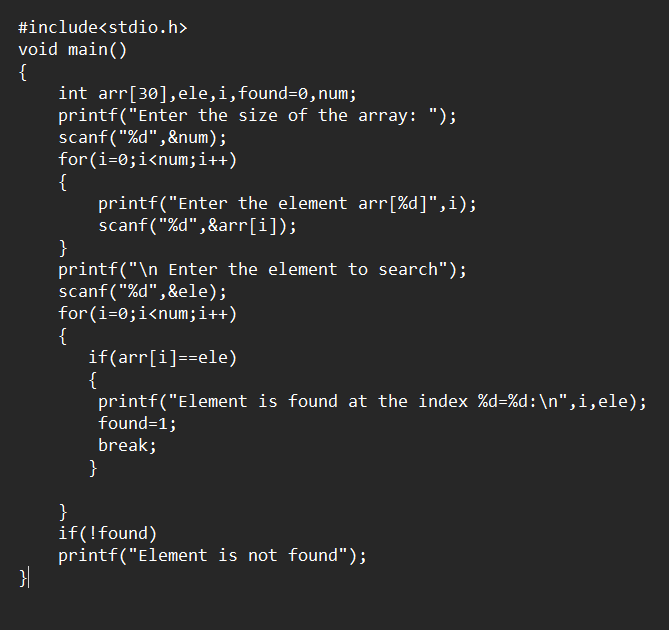 #include<stdio.h>
void main()
{
    int arr[30],ele,i,found=0,num;
    printf("Enter the size of the array: ");
    scanf("%d",&num);
    for(i=0;i<num;i++)
    {
        printf("Enter the element arr[%d]",i);
        scanf("%d",&arr[i]);
    }
    printf("\n Enter the element to search");
    scanf("%d",&ele);
    for(i=0;i<num;i++)
    {
       if(arr[i]==ele)
       {
        printf("Element is found at the index %d=%d:\n",i,ele);
        found=1;
        break;
       }

    }
    if(!found)
    printf("Element is not found");
}